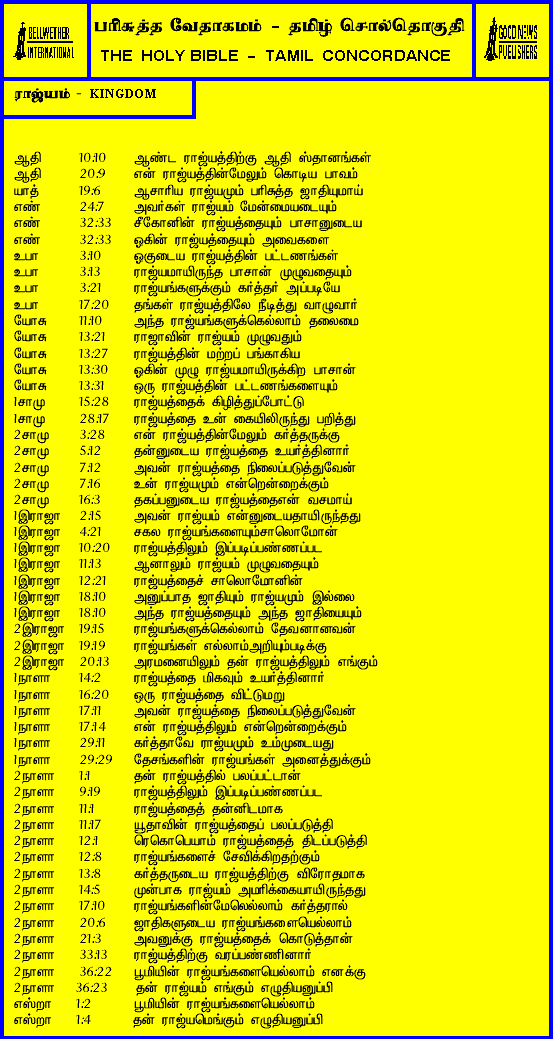 BELLWETHER INTERNATIONAL
பரிசுத்த வேதாகமம் - தமிழ் சொல்தொகுதி
THE HOLY BIBLE - TAMIL CONCORDANCE
GOOD NEWS PUBLISHERS
ராஜ்யம் - KINGDOM
ஆதி 10:10 ஆண்ட ராஜ்யத்திற்கு ஆதி ஸ்தானங்கள்
ஆதி 20:9 என் ராஜ்யத்தின்மேலும் கொடிய பாவம்
யாத் 19:6 ஆசாரிய ராஜ்யமும் பரிசுத்த ஜாதியுமாய்
எண் 24:7 அவர்கள் ராஜ்யம் மேன்மையடையும்
எண் 32:33 சீகோனின் ராஜ்யத்தையும் பாசானுடைய
எண் 32:33 ஓகின் ராஜ்யத்தையும் அவைகளை
உபா 3:10 ஓகுடைய ராஜ்யத்தின் பட்டணங்கள்
உபா 3:13 ராஜ்யமாயிருந்த பாசான் முழுவதையும்
உபா 3:21 ராஜ்யங்களுக்கும் கர்த்தர் அப்படியே
உபா 17:20 தங்கள் ராஜ்யத்திலே நீடித்து வாழுவார்
யோசு 11:10 அந்த ராஜ்யங்களுக்கெல்லாம் தலைமை
யோசு 13:21 ராஜாவின் ராஜ்யம் முழுவதும்
யோசு 13:27 ராஜ்யத்தின் மற்றப் பங்காகிய
யோசு 13:30 ஓகின் முழு ராஜ்யமாயிருக்கிற பாசான்
யோசு 13:31 ஒரு ராஜ்யத்தின் பட்டணங்களையும்
1சாமு 15:28 ராஜ்யத்தைக் கிழித்துப்போட்டு
1சாமு 28:17 ராஜ்யத்தை உன் கையிலிருந்து பறித்து
2சாமு 3:28 என் ராஜ்யத்தின்மேலும் கர்த்தருக்கு
2சாமு 5:12 தன்னுடைய ராஜ்யத்தை உயர்த்தினார்
2சாமு 7:12 அவன் ராஜ்யத்தை நிலைப்படுத்துவேன்
2சாமு 7:16 உன் ராஜ்யமும் என்றென்றைக்கும்
2சாமு 16:3 தகப்பனுடைய ராஜ்யத்தைஎன் வசமாய்
1இராஜா 2:15 அவன் ராஜ்யம் என்னுடையதாயிருந்தது
1இராஜா 4:21 சகல ராஜ்யங்களையும்சாலொமோன்
1இராஜா 10:20 ராஜ்யத்திலும் இப்படிப்பண்ணப்பட
1இராஜா 11:13 ஆனாலும் ராஜ்யம் முழுவதையும்
1இராஜா 12:21 ராஜ்யத்தைச் சாலொமோனின்
1இராஜா 18:10 அனுப்பாத ஜாதியும் ராஜ்யமும் இல்லை
1இராஜா 18:10 அந்த ராஜ்யத்தையும் அந்த ஜாதியையும்
2இராஜா 19:15 ராஜ்யங்களுக்கெல்லாம் தேவனானவன்
2இராஜா 19:19 ராஜ்யங்கள் எல்லாம்அறியும்படிக்கு
2இராஜா 20:13 அரமனையிலும் தன் ராஜ்யத்திலும் எங்கும்
1நாளா 14:2 ராஜ்யத்தை மிகவும் உயர்த்தினார்
1நாளா 16:20 ஒரு ராஜ்யத்தை விட்டுமறு
1நாளா 17:11 அவன் ராஜ்யத்தை நிலைப்படுத்துவேன்
1நாளா 17:14 என் ராஜ்யத்திலும் என்றென்றைக்கும்
1நாளா 29:11 கர்த்தாவே ராஜ்யமும் உம்முடையது
1நாளா 29:29 தேசங்களின் ராஜ்யங்கள் அனைத்துக்கும்
2நாளா 1:1 தன் ராஜ்யத்தில் பலப்பட்டான்
2நாளா 9:19 ராஜ்யத்திலும் இப்படிப்பண்ணப்பட
2நாளா 11:1 ராஜ்யத்தைத் தன்னிடமாக
2நாளா 11:17 யூதாவின் ராஜ்யத்தைப் பலப்படுத்தி
2நாளா 12:1 ரெகொபெயாம் ராஜ்யத்தைத் திடப்படுத்தி
2நாளா 12:8 ராஜ்யங்களைச் சேவிக்கிறதற்கும்
2நாளா 13:8 கர்த்தருடைய ராஜ்யத்திற்கு விரோதமாக
2நாளா 14:5 முன்பாக ராஜ்யம் அமரிக்கையாயிருந்தது
2நாளா 17:10 ராஜ்யங்களின்மேலெல்லாம் கர்த்தரால்
2நாளா 20:6 ஜாதிகளுடைய ராஜ்யங்களையெல்லாம்
2நாளா 21:3 அவனுக்கு ராஜ்யத்தைக் கொடுத்தான்
2நாளா 33:13 ராஜ்யத்திற்கு வரப்பண்ணினார்
2நாளா 36:22 பூமியின் ராஜ்யங்களையெல்லாம் எனக்கு
2நாளா 36:23 தன் ராஜ்யம் எங்கும் எழுதியனுப்பி
எஸ்றா 1:2 பூமியின் ராஜ்யங்களையெல்லாம்
எஸ்றா 1:4 தன் ராஜ்யமெங்கும் எழுதியனுப்பி